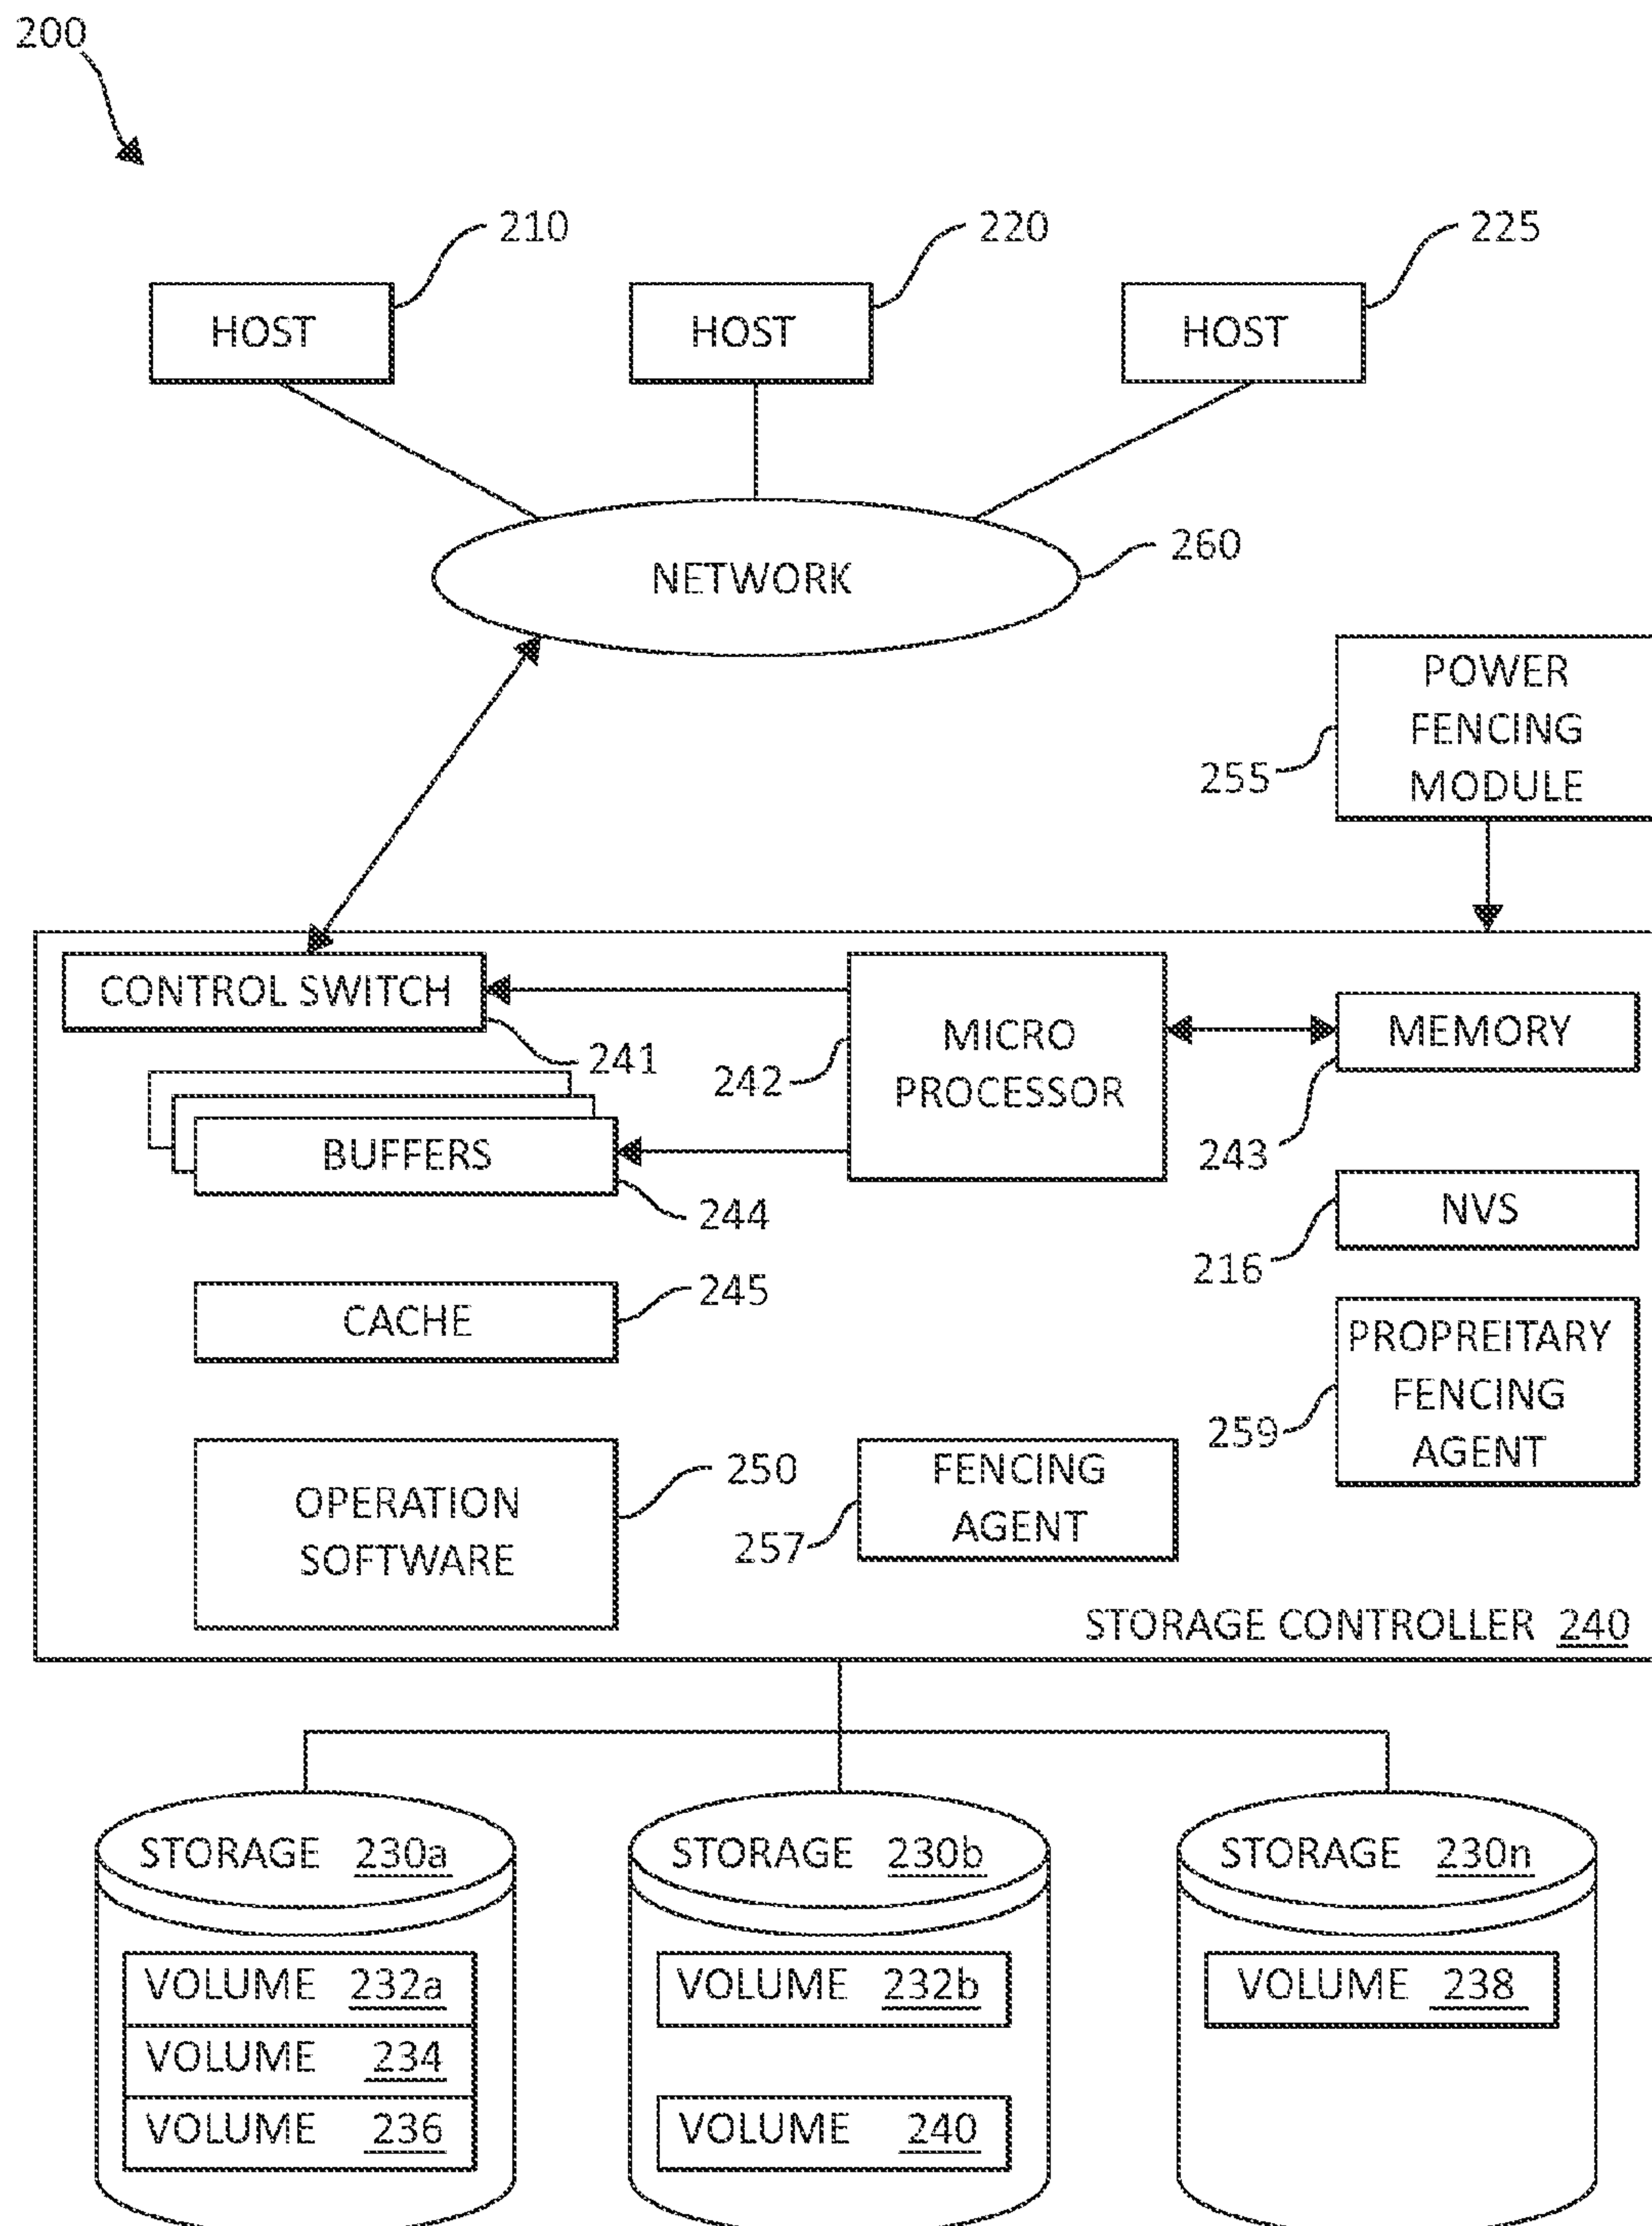 200
210
220
225
HOST
HOST
HOST
260
NETWORK
POWER
FENCING
MODULE
255
CONTROL SWITCH
241
MICRO
PROCESSOR
242
MEMORY
243
BUFFERS
244
NVS
216
CACHE
245
PROPREITARY
FENCING
AGENT
259
OPERATION
SOFTWARE
250
FENCING
AGENT
257
STORAGE CONTROLLER 240
STORAGE 230a
STORAGE 230b
STORAGE 230n
VOLUME 232a
VOLUME 234
VOLUME 236
VOLUME 232b
VOLUME 240
VOLUME 238